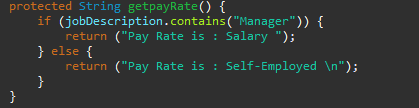 protected String getpayRate() {
    if (jobDescription.contains("Manager")) {
        return ("Pay Rate is : Salary ");
    } else {
        return ("Pay Rate is : Self-Employed \n");
    }
}